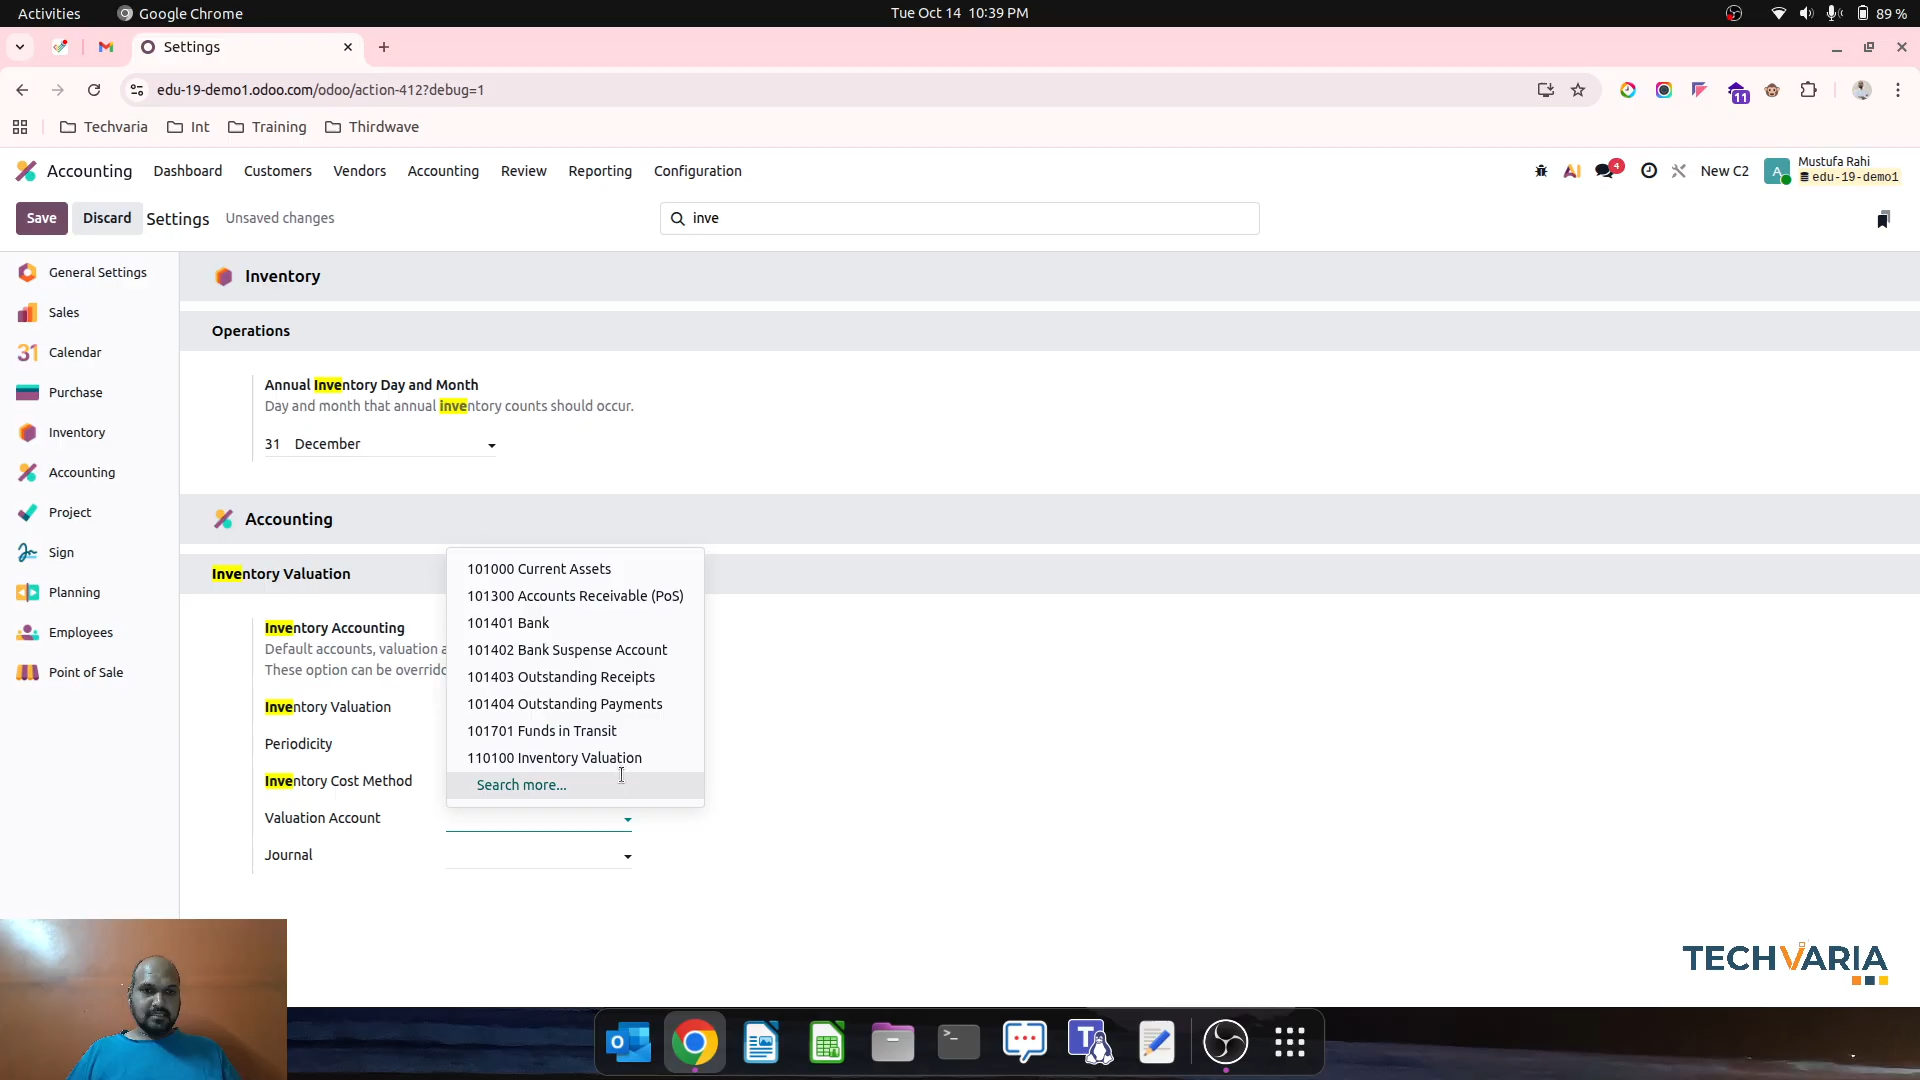 Activities
Google Chrome
Tue Oct 14 10:39 PM
89 %
Settings
edu-19-demo1.odoo.com/odoo/action-412?debug=1
11
Techvaria
Int
Training
Thirdwave
Accounting
Dashboard
Customers
Vendors
Accounting
Review
Reporting
Configuration
AI
4
New C2
A
Mustufa Rahi
edu-19-demo1
Save
Discard
Settings
Unsaved changes
inve
General Settings
Sales
31 Calendar
Purchase
Inventory
Accounting
Project
Sign
Planning
Employees
Point of Sale
Inventory
Operations
Annual Inventory Day and Month
Day and month that annual inventory counts should occur.
31 December
Accounting
Inventory Valuation
Inventory Accounting
Default accounts, valuation a
These option can be overrid
Inventory Valuation
Periodicity
Inventory Cost Method
Valuation Account
Journal
101000 Current Assets
101300 Accounts Receivable (PoS)
101401 Bank
101402 Bank Suspense Account
101403 Outstanding Receipts
101404 Outstanding Payments
101701 Funds in Transit
110100 Inventory Valuation
Search more...
TECHVARIA